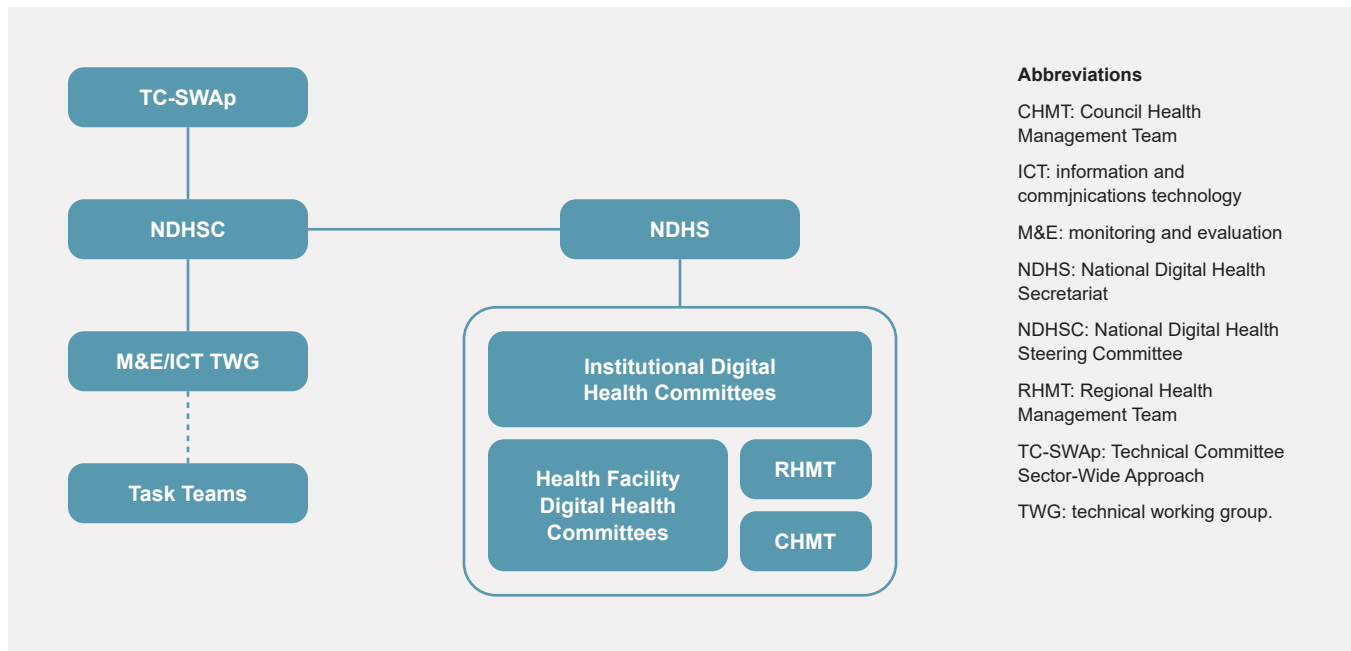 TC-SWAp
NDHSC
NDHS
M&E/ICT TWG
Task Teams
Institutional Digital
Health Committees
Health Facility
Digital Health
Committees
RHMT
CHMT
Abbreviations
CHMT: Council Health
Management Team
ICT: information and
commjnications technology
M&E: monitoring and evaluation
NDHS: National Digital Health
Secretariat
NDHSC: National Digital Health
Steering Committee
RHMT: Regional Health
Management Team
TC-SWAp: Technical Committee
Sector-Wide Approach
TWG: technical working group.